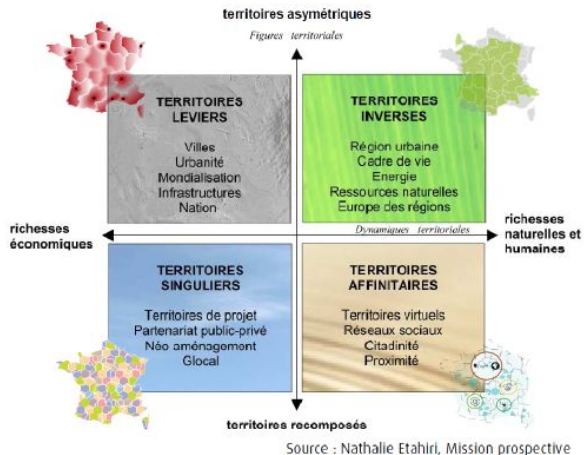 territoires asymétriques
Figures territoriales
TERRITOIRES
LEVIERS
Villes
Urbanité
Mondialisation
Infrastructures
Nation
TERRITOIRES
INVERSES
Région urbaine
Cadre de vie
Energie
Ressources naturelles
Europe des régions
richesses
économiques
Dynamiques territoriales
richesses
naturelles et
humaines
TERRITOIRES
SINGULIERS
Territoires de projet
Partenariat public-privé
Néo aménagement
Glocal
TERRITOIRES
AFFINITAIRES
Territoires virtuels
Réseaux sociaux
Citadinité
Proximité
territoires recomposés
Source : Nathalie Etahiri, Mission prospective